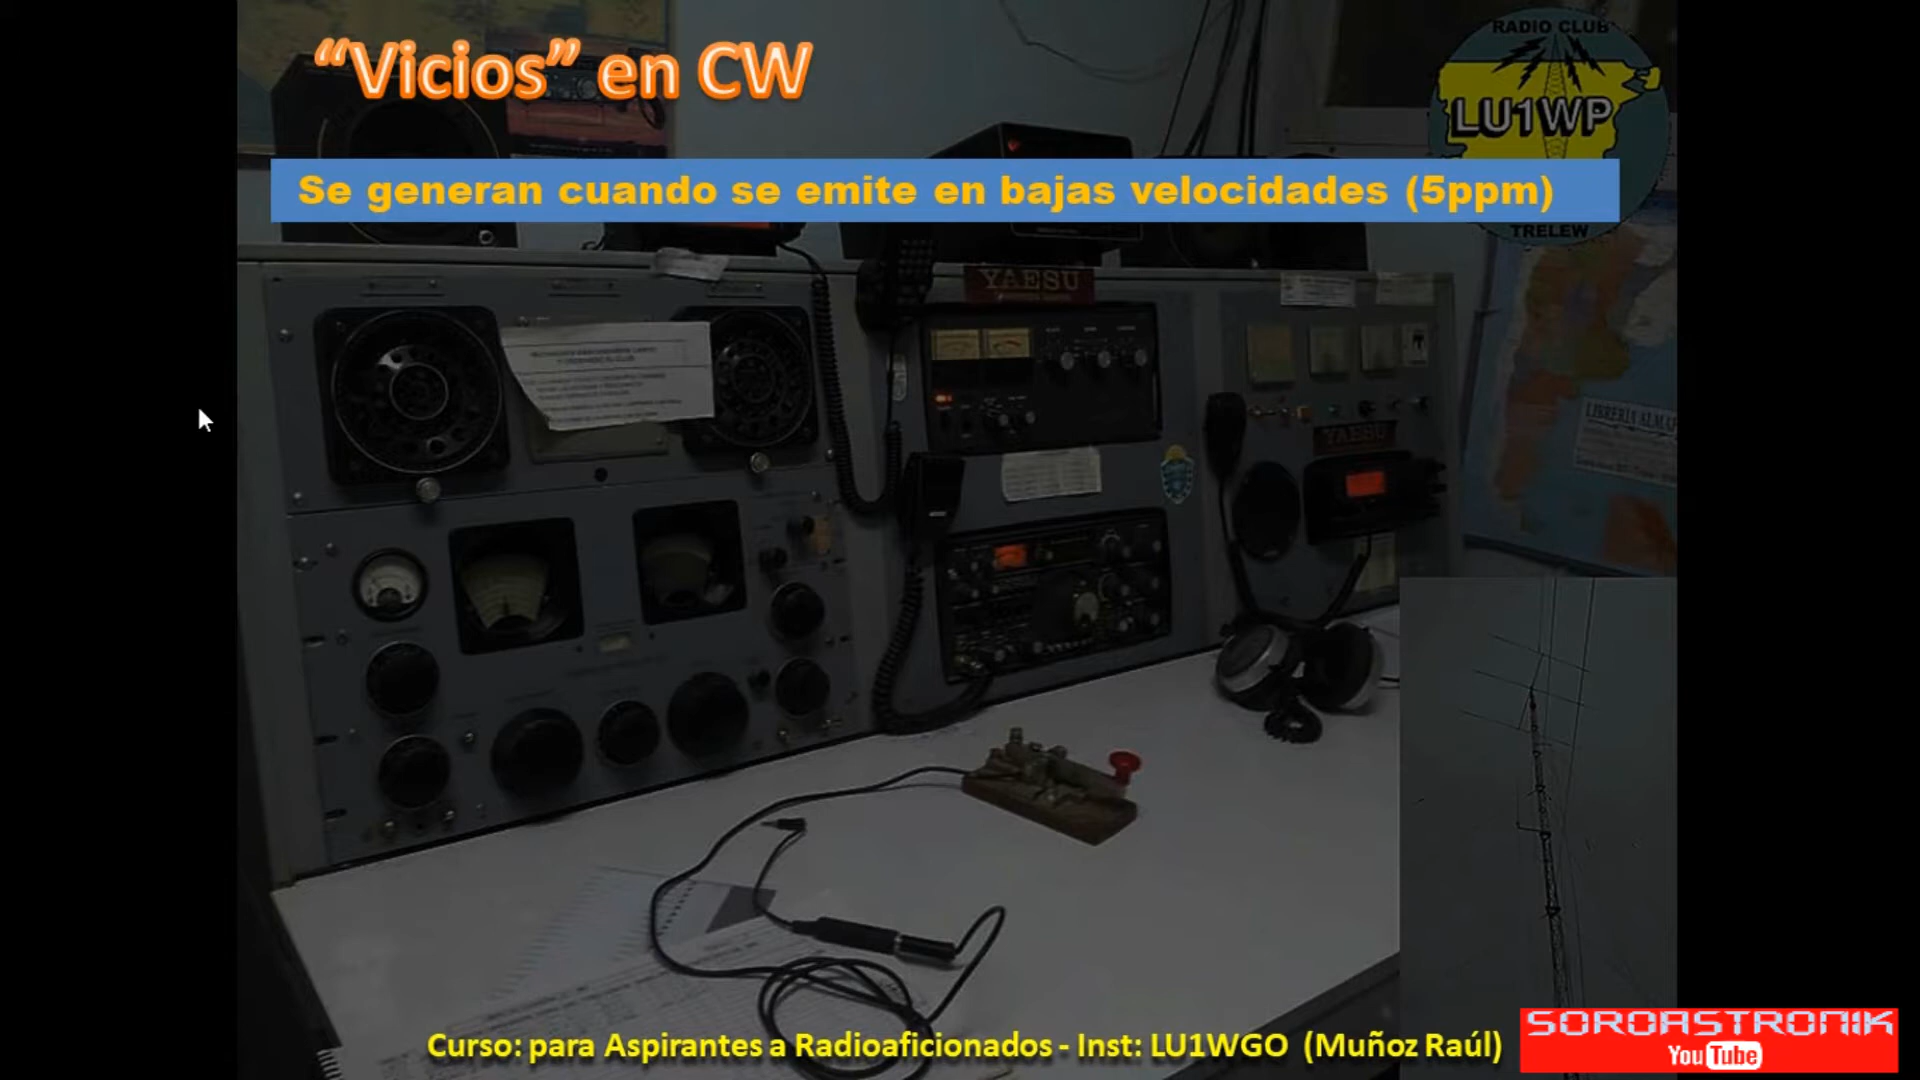 “Vicios” en CW
RADIO CLUB
LU1WP
Se generan cuando se emite en bajas velocidades (5ppm)
TRELEW
YAESU
YAESU
Curso: para Aspirantes a Radioaficionados - Inst: LU1WGO (Muñoz Raúl)
SOROASTRONIK
YouTube